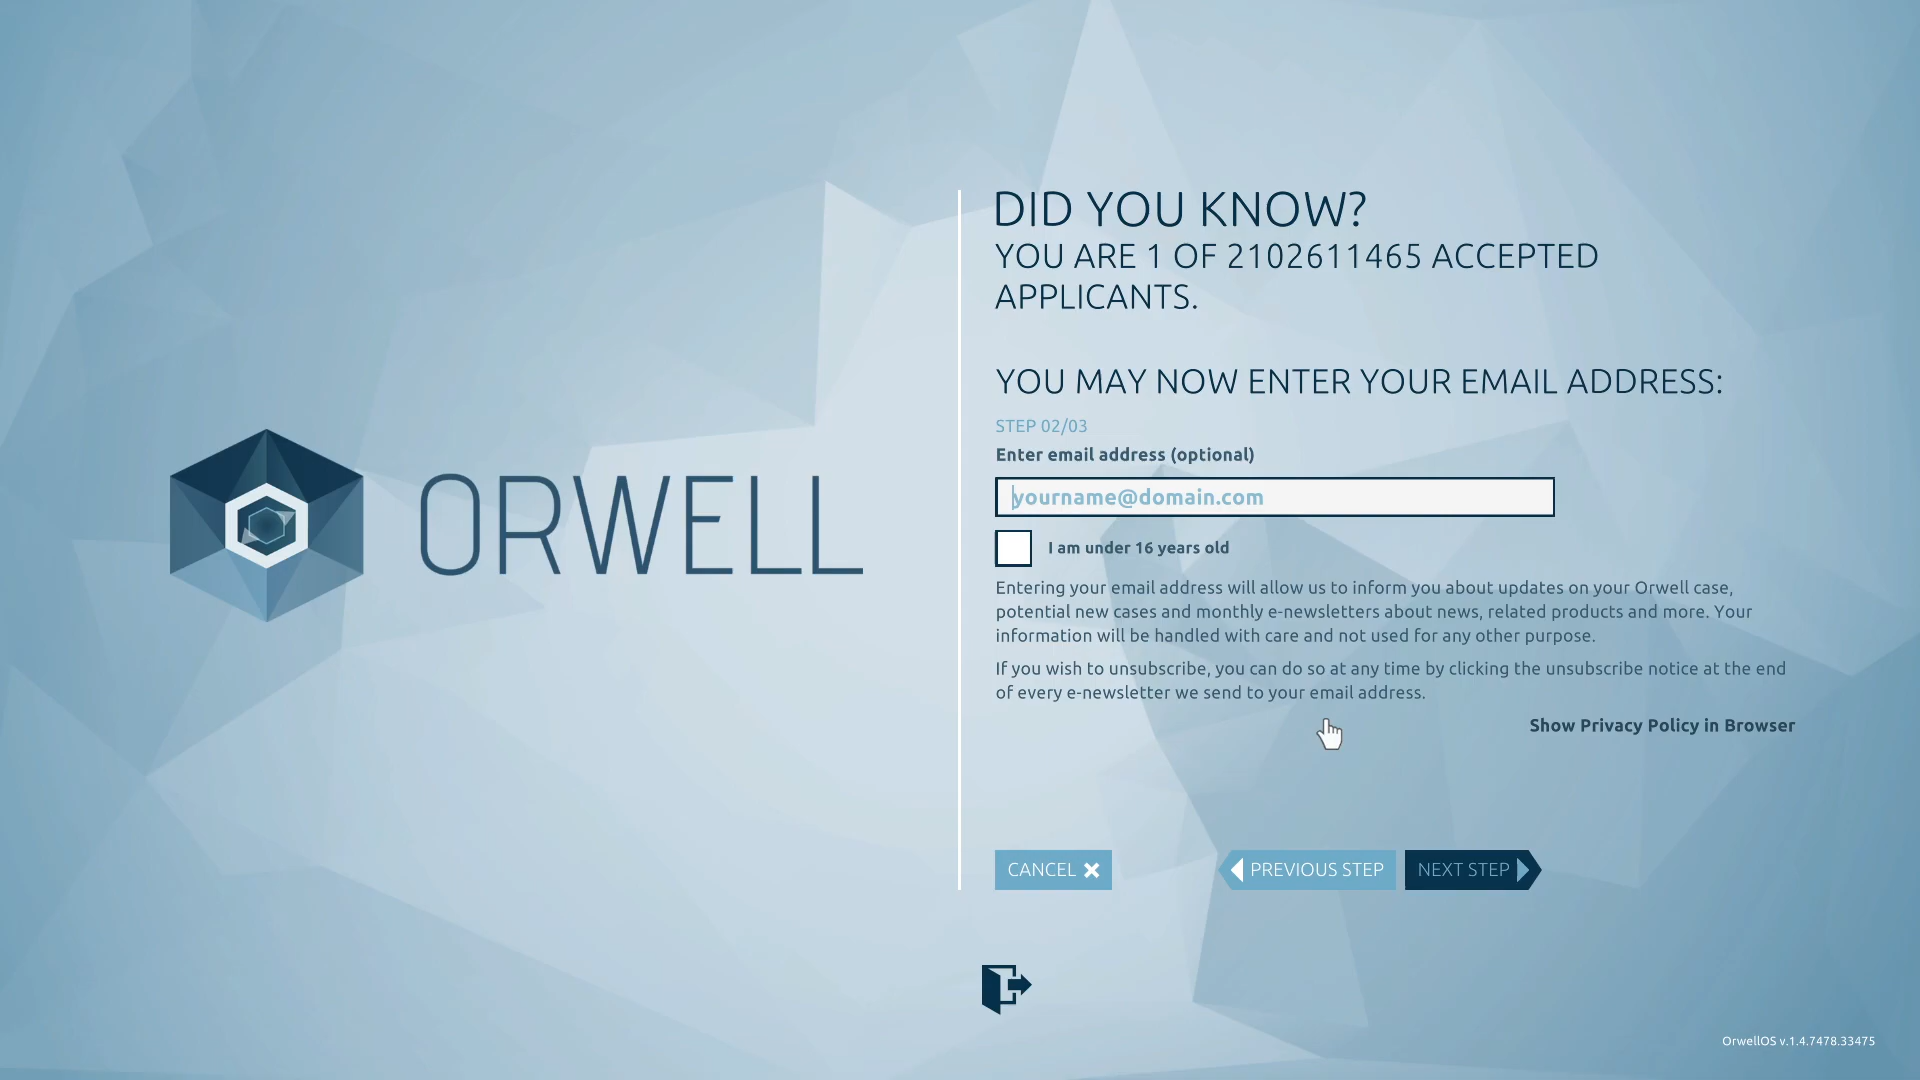 ORWELL
DID YOU KNOW?
YOU ARE 1 OF 2102611465 ACCEPTED
APPLICANTS.
YOU MAY NOW ENTER YOUR EMAIL ADDRESS:
STEP 02/03
Enter email address (optional)
yourname@domain.com
I am under 16 years old
Entering your email address will allow us to inform you about updates on your Orwell case,
potential new cases and monthly e-newsletters about news, related products and more. Your
information will be handled with care and not used for any other purpose.
If you wish to unsubscribe, you can do so at any time by clicking the unsubscribe notice at the end
of every e-newsletter we send to your email address.
Show Privacy Policy in Browser
CANCEL
PREVIOUS STEP
NEXT STEP
OrwellOS v.1.4.7478.33475